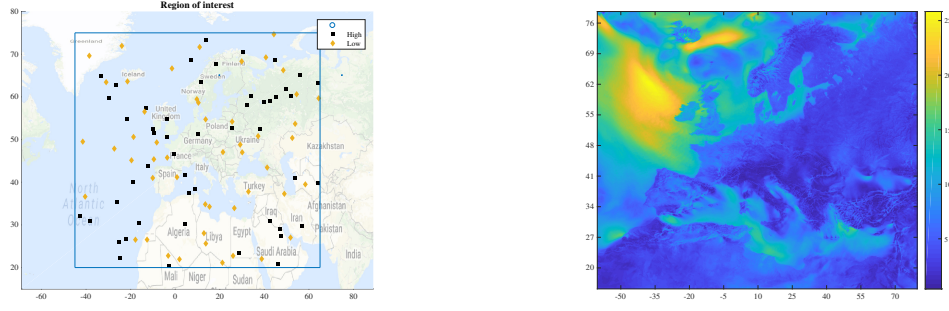 Region of interest
80
70
60
50
40
30
20
-60
-40
-20
0
20
40
60
80
High
Low
Greenland
Iceland
Finland
Sweden
Norway
United
Kingdom
Poland
Germany
Ukraine
Kazakhstan
France
Italy
Spain
Turkey
North
Atlantic
Ocean
Afghanistan
Iraq
Iran
Pakistan
Algeria
Libya
Egypt
Saudi Arabia
India
Mali
Niger
Sudan
76
69
62
55
48
41
34
27
20
-50
-35
-20
-5
10
25
40
55
70
25
5